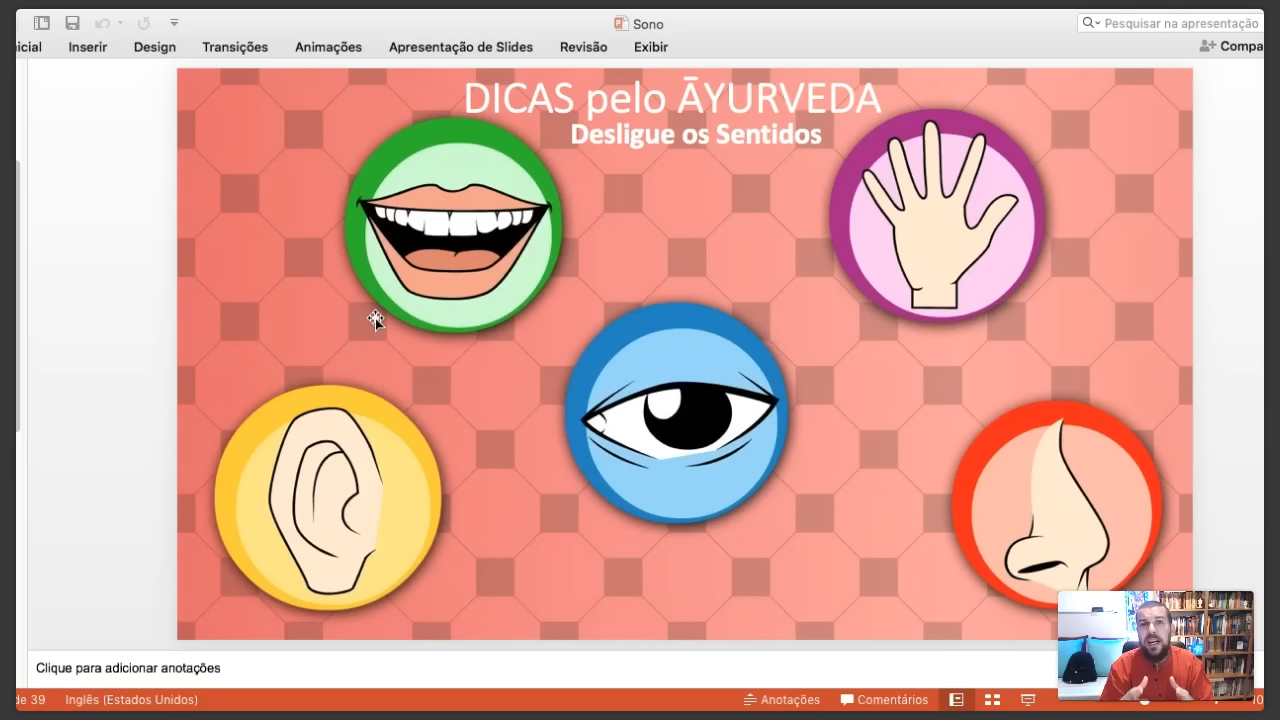 Sono
Pesquisar na apresentação
icial Inserir Design Transições Animações Apresentação de Slides Revisão Exibir Compa
DICAS pelo ĀYURVEDA
Desligue os Sentidos
Clique para adicionar anotações
de 39 Inglês (Estados Unidos) Anotações Comentários